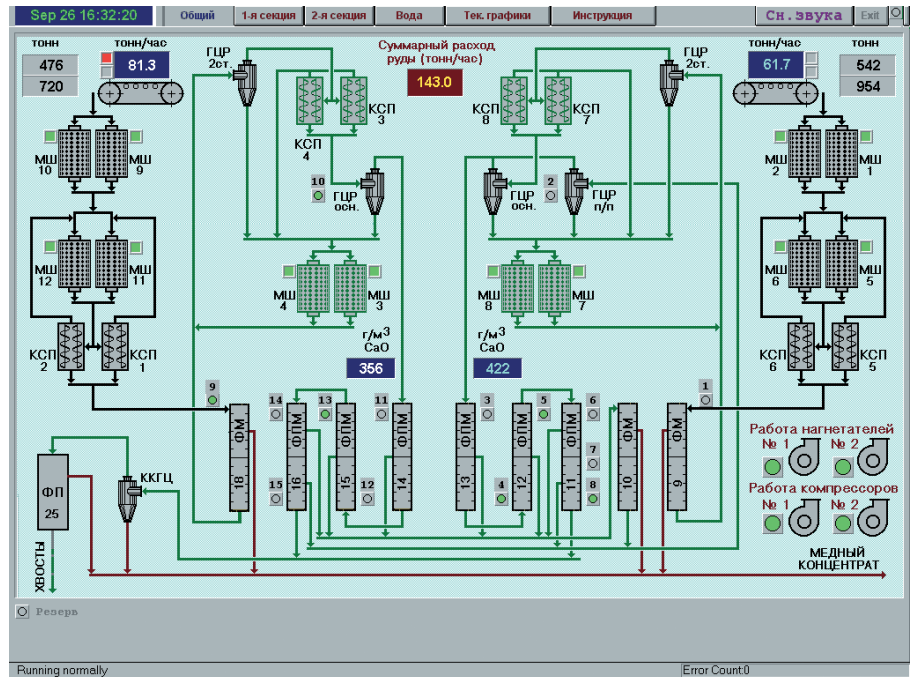 Sep 26 16:32:20
Общий
1-я секция
2-я секция
Вода
Тек. графики
Инструкция
Сн.звука
Exit
тонн
тонн/час
476
720
81.3
ГЦР
2ст.
Суммарный расход
руды (тонн/час)
143.0
ГЦР
2ст.
тонн/час
тонн
61.7
542
954
КСП
3
КСП
4
КСП
8
КСП
7
МШ
10
МШ
9
МШ
2
МШ
1
10
ГЦР
осн.
ГЦР
осн.
2
ГЦР
п/п
МШ
12
МШ
11
МШ
4
МШ
3
МШ
8
МШ
7
МШ
6
МШ
5
г/м3
CaO
356
г/м3
CaO
422
КСП
2
КСП
1
КСП
6
КСП
5
9
14
13
11
3
5
6
1
7
15
12
4
8
ФМ
18
16
ФПМ
15
ФПМ
14
ФПМ
13
ФПМ
12
ФПМ
11
ФМ
10
ФМ
9
Работа нагнетателей
№ 1
№ 2
Работа компрессоров
№ 1
№ 2
ФП
25
ККГЦ
ХВОСТЫ
МЕДНЫЙ
КОНЦЕНТРАТ
Резерв
Running normally
Error Count:0